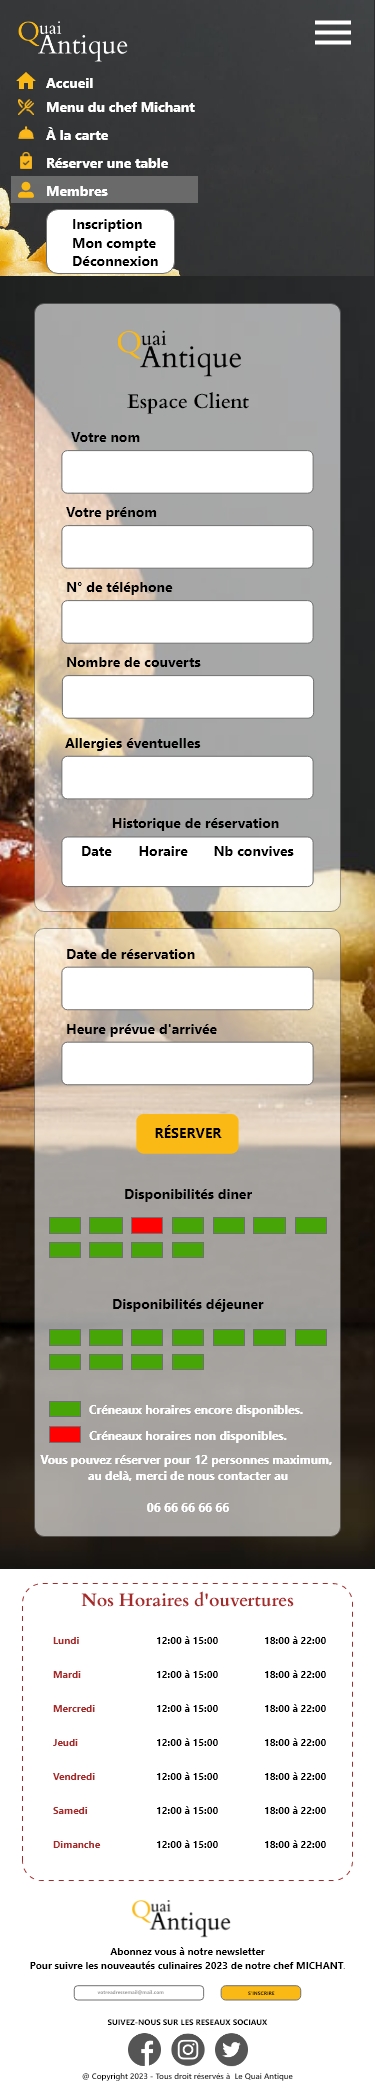 Quai
Antique
Accueil
Menu du chef Michant
À la carte
Réserver une table
Membres
Inscription
Mon compte
Déconnexion
Quai
Antique
Espace Client
Votre nom
Votre prénom
N° de téléphone
Nombre de couverts
Allergies éventuelles
Historique de réservation
Date Horaire Nb convives
Date de réservation
Heure prévue d'arrivée
RÉSERVER
Disponibilités diner
Disponibilités déjeuner
Créneaux horaires encore disponibles.
Créneaux horaires non disponibles.
Vous pouvez réserver pour 12 personnes maximum,
au delà, merci de nous contacter au
06 66 66 66 66
Nos Horaires d'ouvertures
Lundi 12:00 à 15:00 18:00 à 22:00
Mardi 12:00 à 15:00 18:00 à 22:00
Mercredi 12:00 à 15:00 18:00 à 22:00
Jeudi 12:00 à 15:00 18:00 à 22:00
Vendredi 12:00 à 15:00 18:00 à 22:00
Samedi 12:00 à 15:00 18:00 à 22:00
Dimanche 12:00 à 15:00 18:00 à 22:00
Quai
Antique
Abonnez vous à notre newsletter
Pour suivre les nouveautés culinaires 2023 de notre chef MICHANT.
S'INSCRIRE
SUIVEZ-NOUS SUR LES RESEAUX SOCIAUX
@ Copyright 2023 - Tous droit réservés à Le Quai Antique